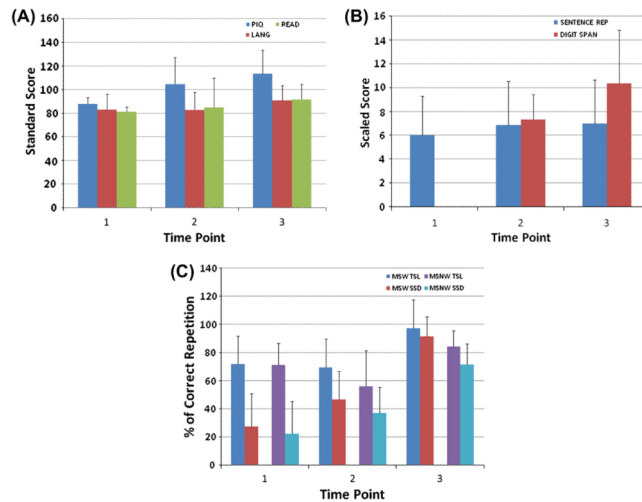 (A)
PIQ READ
LANG
160
140
120
100
80
60
40
20
0
Standard Score
1 2 3
Time Point
(B)
SENTENCE REP
DIGIT SPAN
16
14
12
10
8
6
4
2
0
Scaled Score
1 2 3
Time Point
(C)
MSW TSL MSNW TSL
MSW SSD MSNW SSD
140
120
100
80
60
40
20
0
% of Correct Repetition
1 2 3
Time Point